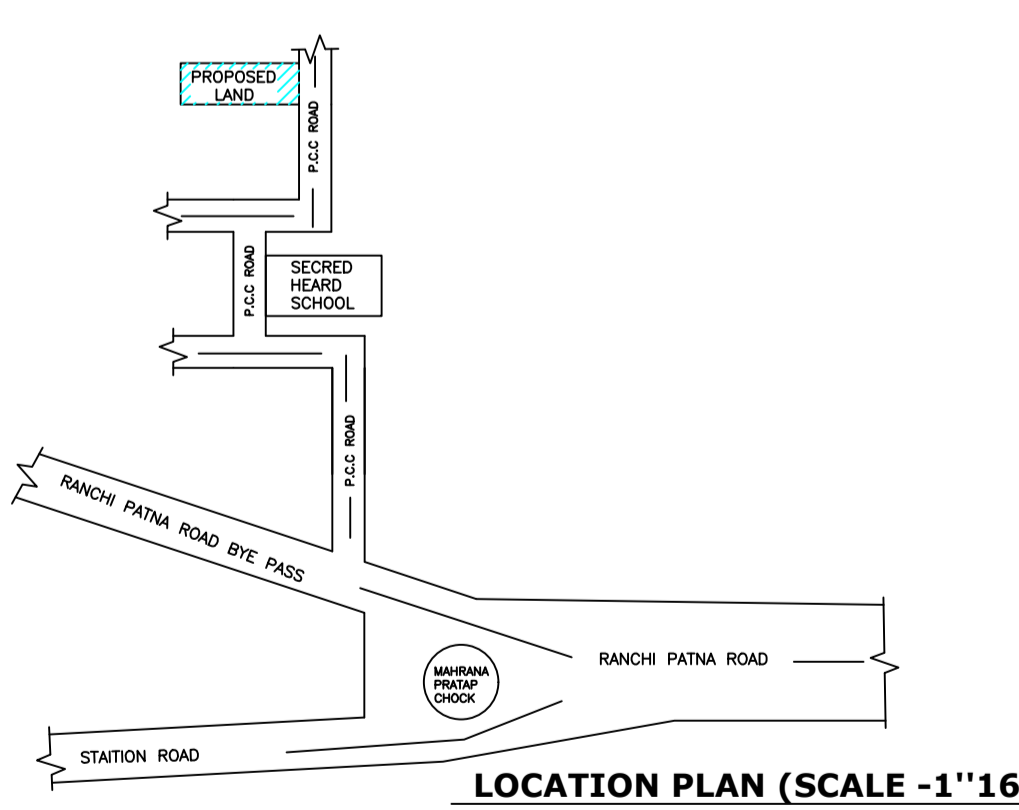 PROPOSED
LAND
P.C.C ROAD
P.C.C ROAD
SECRED
HEARD
SCHOOL
P.C.C ROAD
RANCHI PATNA ROAD BYE PASS
RANCHI PATNA ROAD
MAHRANA
PRATAP
CHOCK
STAITION ROAD
LOCATION PLAN (SCALE -1''16